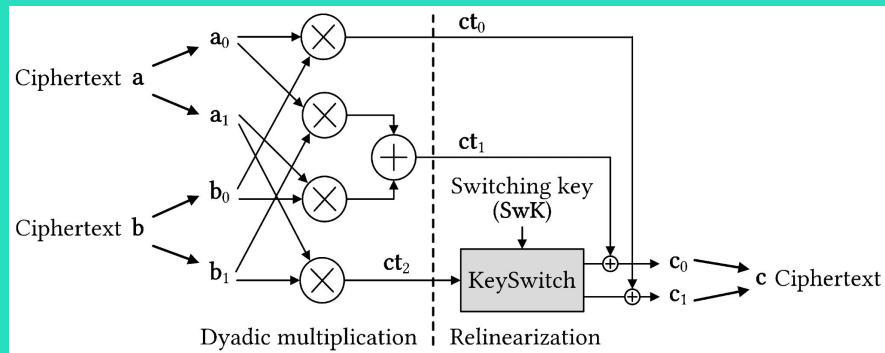 Ciphertext a
a₀
a₁
Ciphertext b
b₀
b₁
ct₀
ct₁
ct₂
Switching key
(SwK)
KeySwitch
c₀
c₁
c Ciphertext
Dyadic multiplication
Relinearization